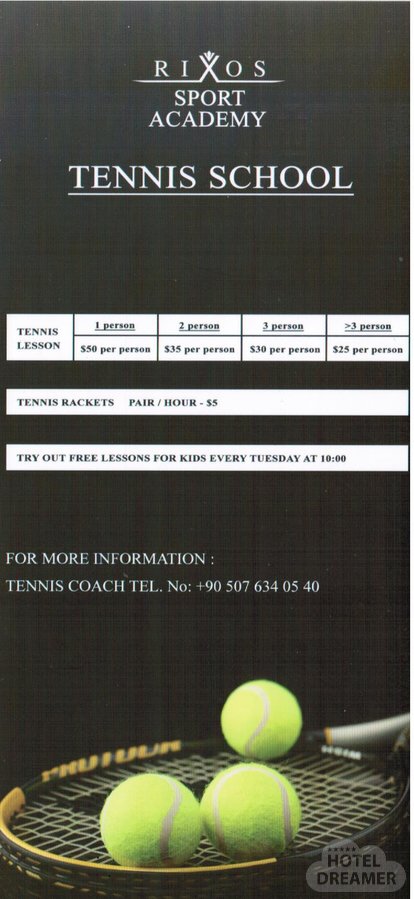 RIXOS
SPORT
ACADEMY
TENNIS SCHOOL
TENNIS LESSON
1 person 2 person 3 person >3 person
$50 per person $35 per person $30 per person $25 per person
TENNIS RACKETS PAIR / HOUR - $5
TRY OUT FREE LESSONS FOR KIDS EVERY TUESDAY AT 10:00
FOR MORE INFORMATION :
TENNIS COACH TEL. No: +90 507 634 05 40
PROTOUR
HOTEL
DREAMER